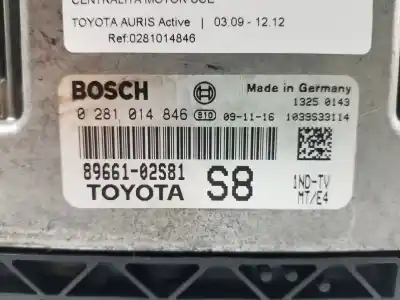 CENTRALITA MOTOR UCE
TOYOTA AURIS Active | 03.09 - 12.12
Ref:0281014846
BOSCH
Made in Germany
1325 0143
0 281 014 846 B10 09-11-16 1039S33114
89661-02S81
TOYOTA S8
1ND-TV
MT/E4